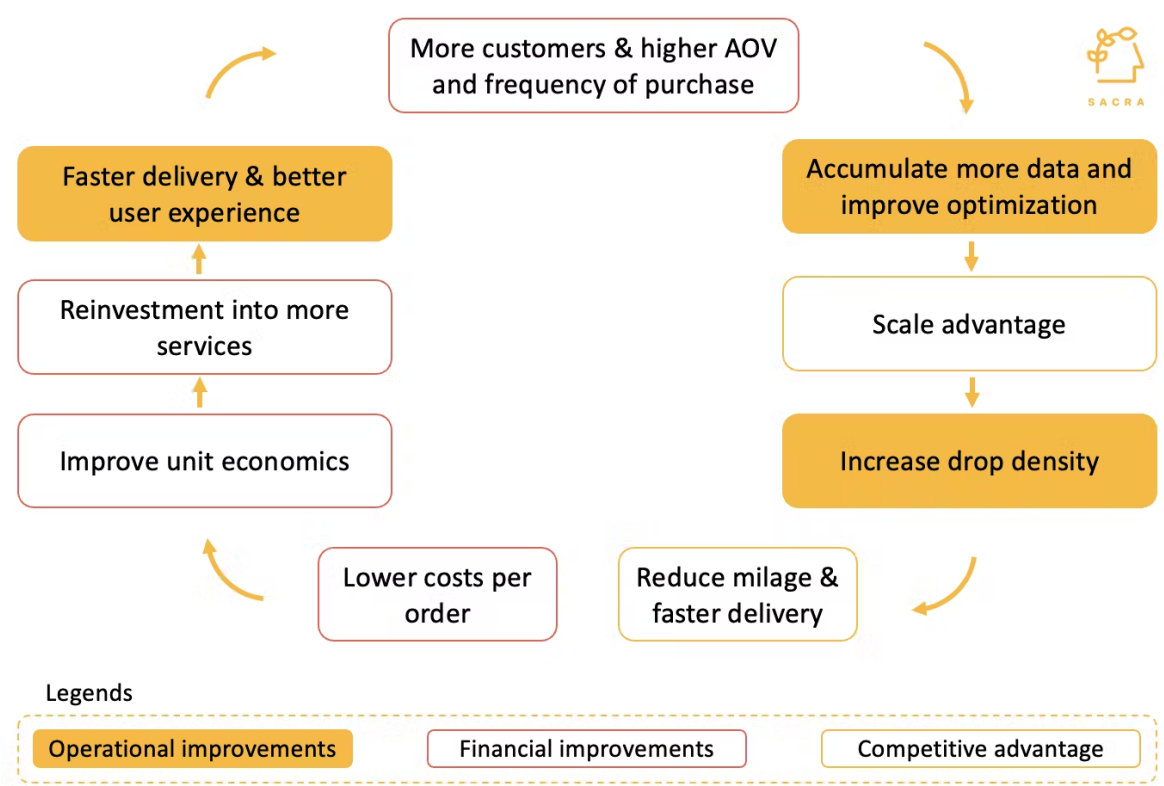 More customers & higher AOV
and frequency of purchase
SACRA
Faster delivery & better
user experience
Accumulate more data and
improve optimization
Reinvestment into more
services
Scale advantage
Improve unit economics
Increase drop density
Lower costs per
order
Reduce milage &
faster delivery
Legends
Operational improvements
Financial improvements
Competitive advantage